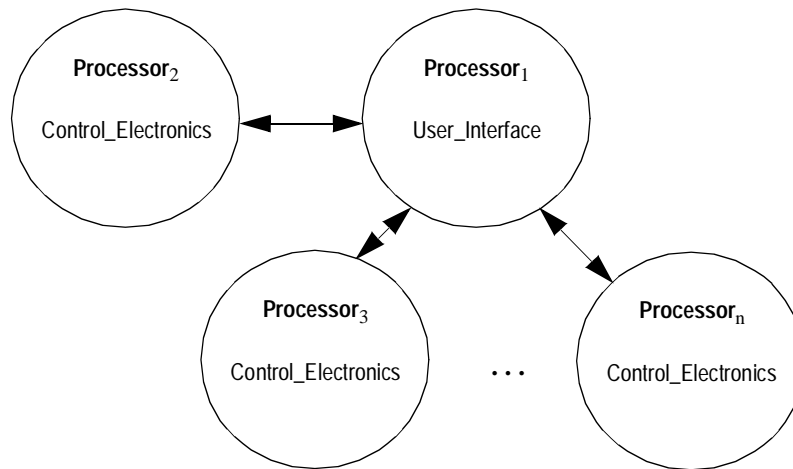 Processor2
Control_Electronics
Processor1
User_Interface
Processor3
Control_Electronics
...
Processorn
Control_Electronics